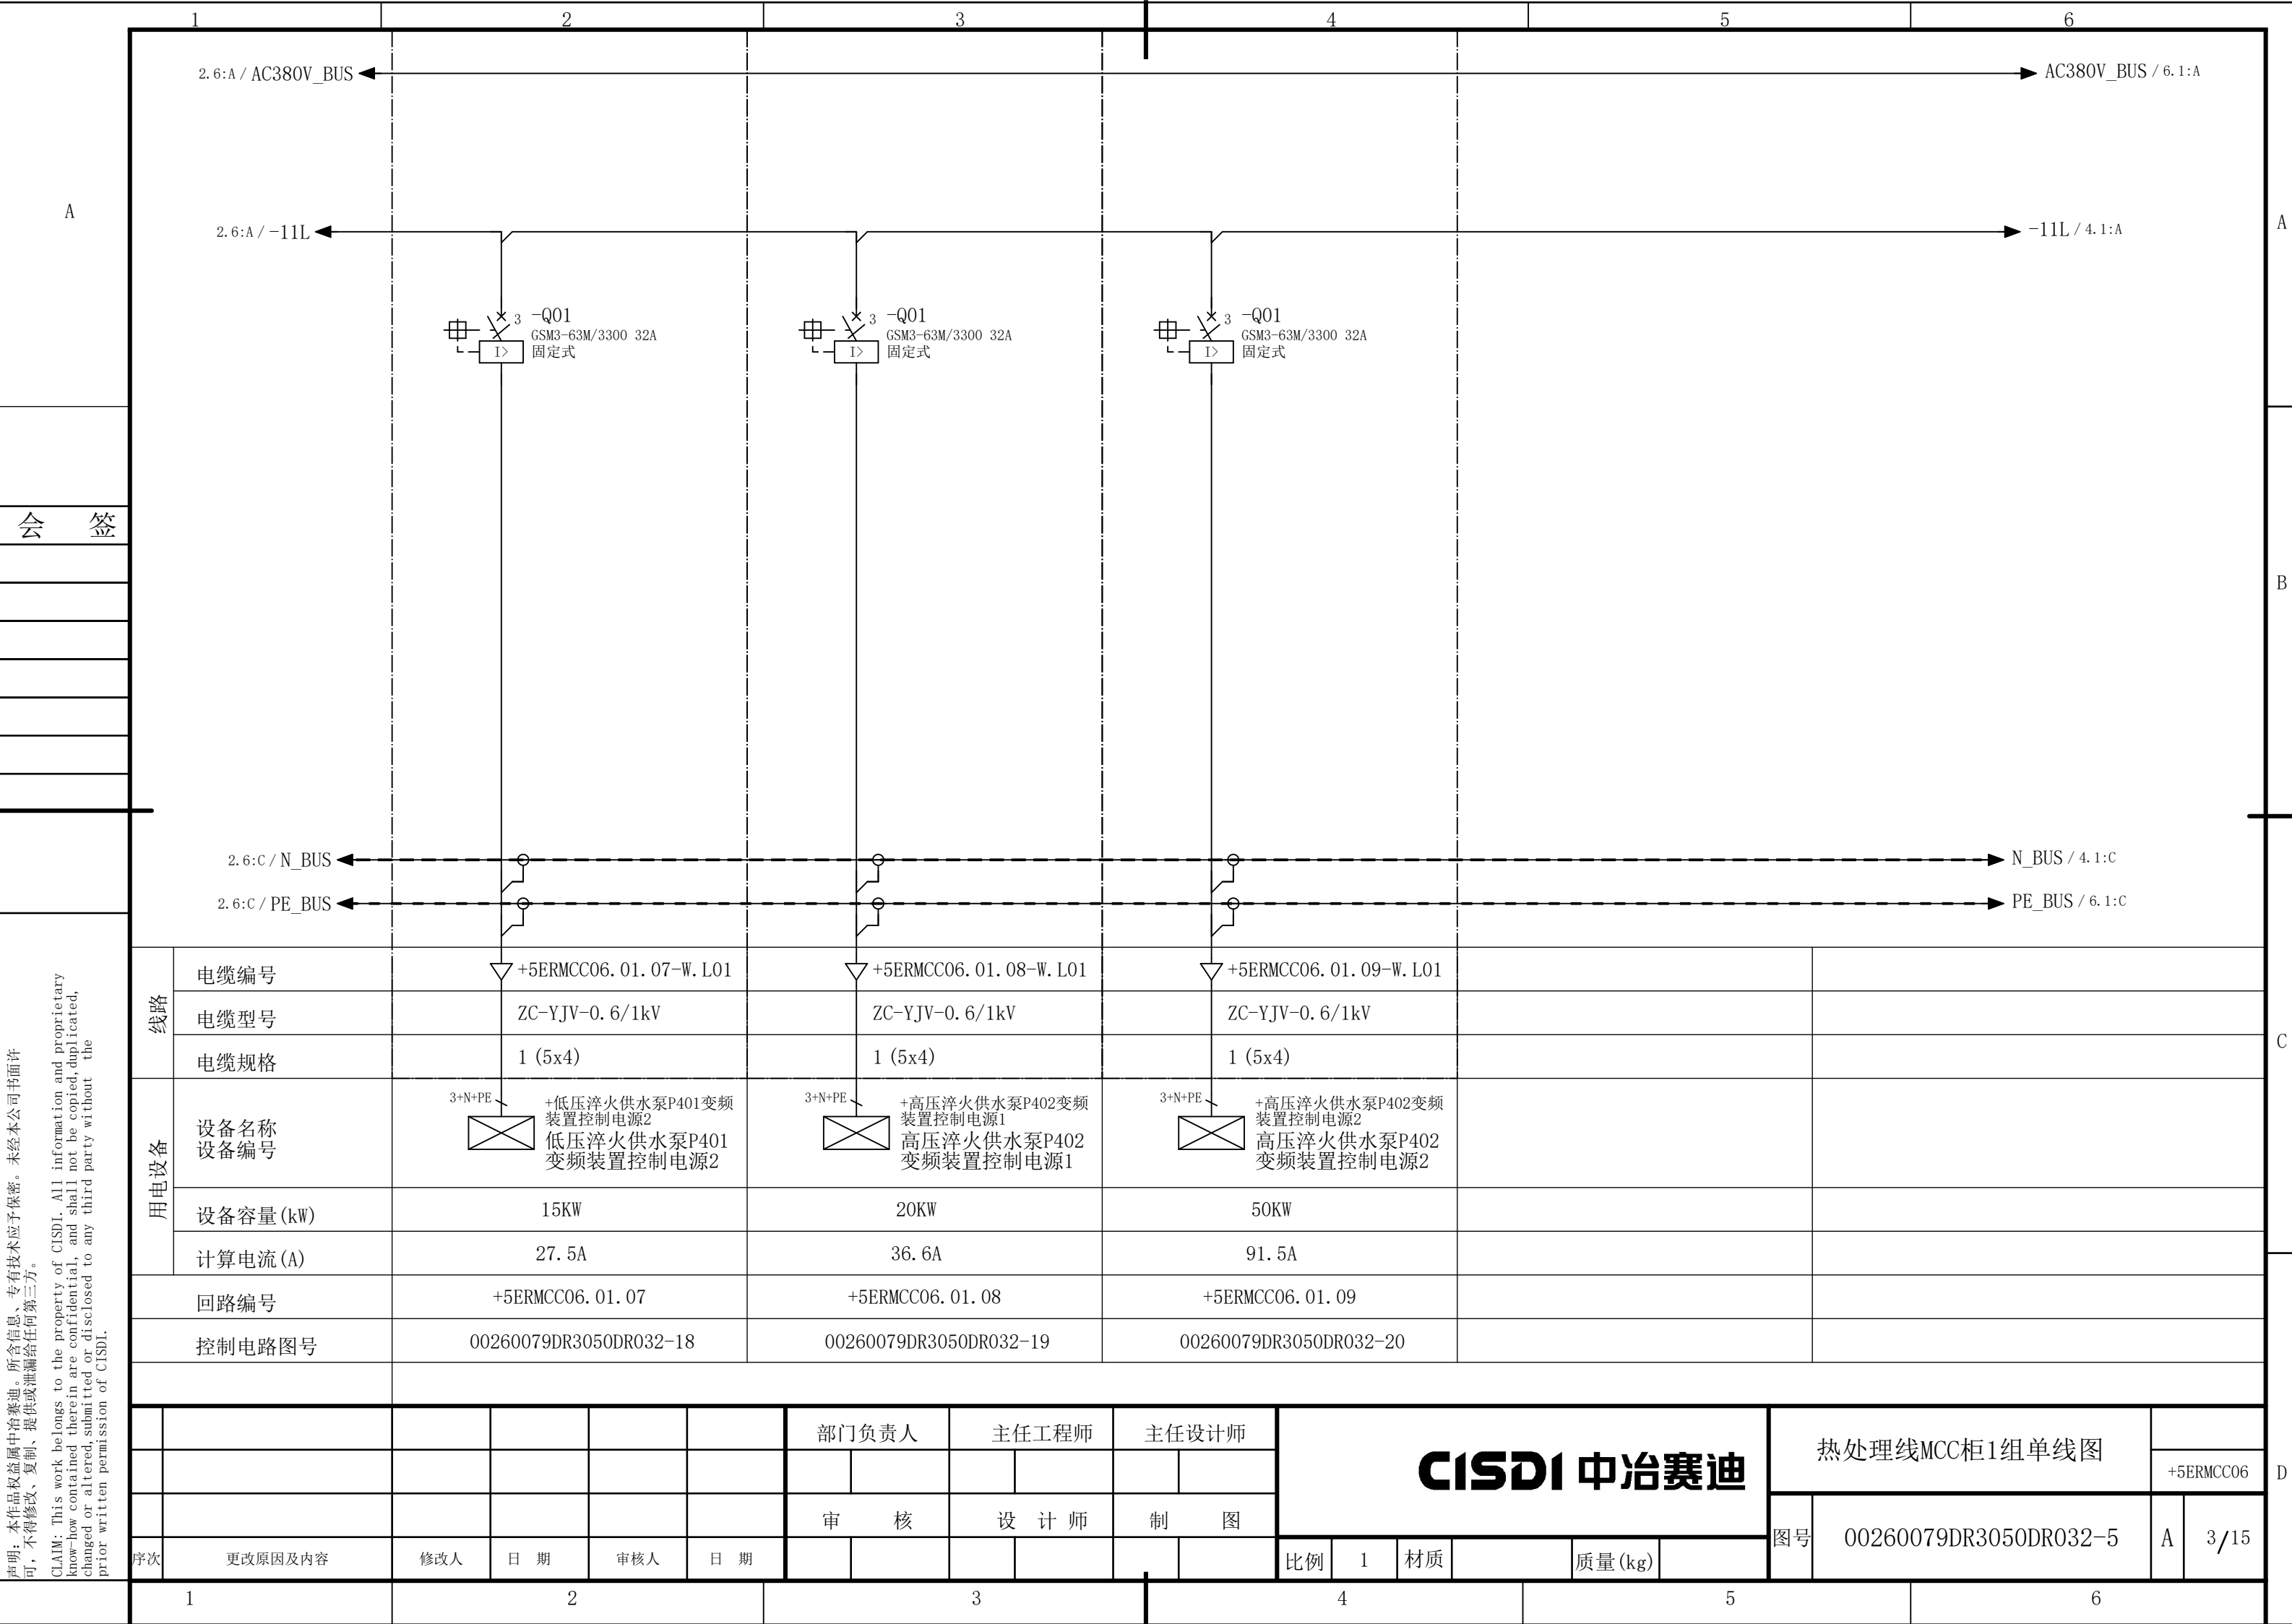 1 2 3 4 5 6
2.6:A / AC380V_BUS
AC380V_BUS / 6.1:A
A
A
2.6:A / -11L
-11L / 4.1:A
3 -Q01
GSM3-63M/3300 32A
固定式
I>
3 -Q01
GSM3-63M/3300 32A
固定式
I>
3 -Q01
GSM3-63M/3300 32A
固定式
I>
会 签
B
2.6:C / N_BUS
N_BUS / 4.1:C
2.6:C / PE_BUS
PE_BUS / 6.1:C
线路
电缆编号
+5ERMCC06.01.07-W.L01
+5ERMCC06.01.08-W.L01
+5ERMCC06.01.09-W.L01
电缆型号
ZC-YJV-0.6/1kV
ZC-YJV-0.6/1kV
ZC-YJV-0.6/1kV
电缆规格
1 (5x4)
1 (5x4)
1 (5x4)
C
用电设备
设备名称
设备编号
3+N+PE
+低压淬火供水泵P401变频
装置控制电源2
低压淬火供水泵P401
变频装置控制电源2
3+N+PE
+高压淬火供水泵P402变频
装置控制电源1
高压淬火供水泵P402
变频装置控制电源1
3+N+PE
+高压淬火供水泵P402变频
装置控制电源2
高压淬火供水泵P402
变频装置控制电源2
设备容量(kW)
15KW
20KW
50KW
计算电流(A)
27.5A
36.6A
91.5A
回路编号
+5ERMCC06.01.07
+5ERMCC06.01.08
+5ERMCC06.01.09
控制电路图号
00260079DR3050DR032-18
00260079DR3050DR032-19
00260079DR3050DR032-20
声明: 本作品权益属中冶赛迪。所含信息、专有技术应予保密。未经本公司书面许
可, 不得修改、复制、提供或泄漏给任何第三方。
CLAIM: This work belongs to the property of CISDI. All information and proprietary
know-how contained therein are confidential, and shall not be copied,duplicated,
changed or altered,submitted or disclosed to any third party without the
prior written permission of CISDI.
部门负责人 主任工程师 主任设计师
审 核 设 计 师 制 图
序次 更改原因及内容 修改人 日 期 审核人 日 期
CISDI 中冶赛迪
比例 1 材质 质量(kg)
热处理线MCC柜1组单线图
+5ERMCC06
D
图号 00260079DR3050DR032-5 A 3/15
1 2 3 4 5 6